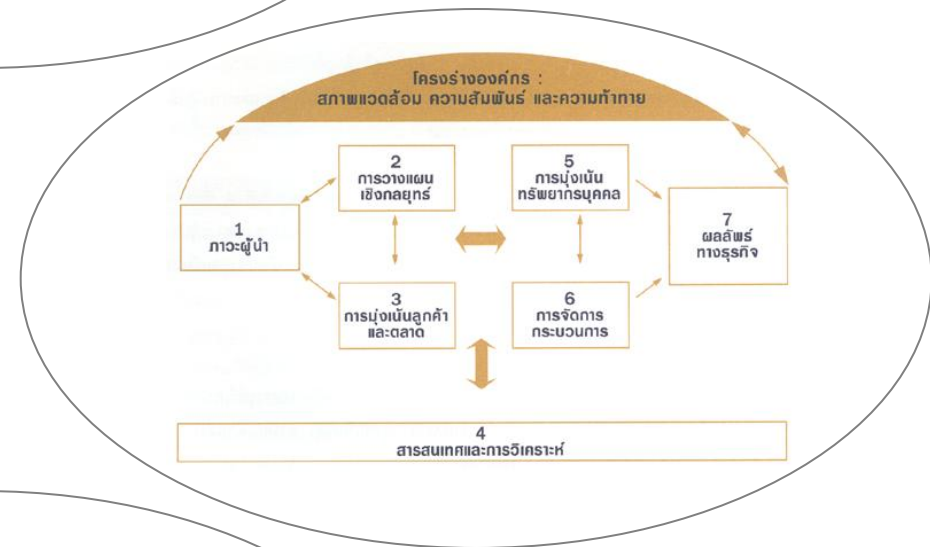 โครงร่างองค์กร :
สภาพแวดล้อม ความสัมพันธ์ และความท้าทาย
1
ภาวะผู้นำ
2
การวางแผน
เชิงกลยุทธ์
3
การมุ่งเน้นลูกค้า
และตลาด
5
การมุ่งเน้น
ทรัพยากรบุคคล
6
การจัดการ
กระบวนการ
7
ผลลัพธ์
ทางธุรกิจ
4
สารสนเทศและการวิเคราะห์